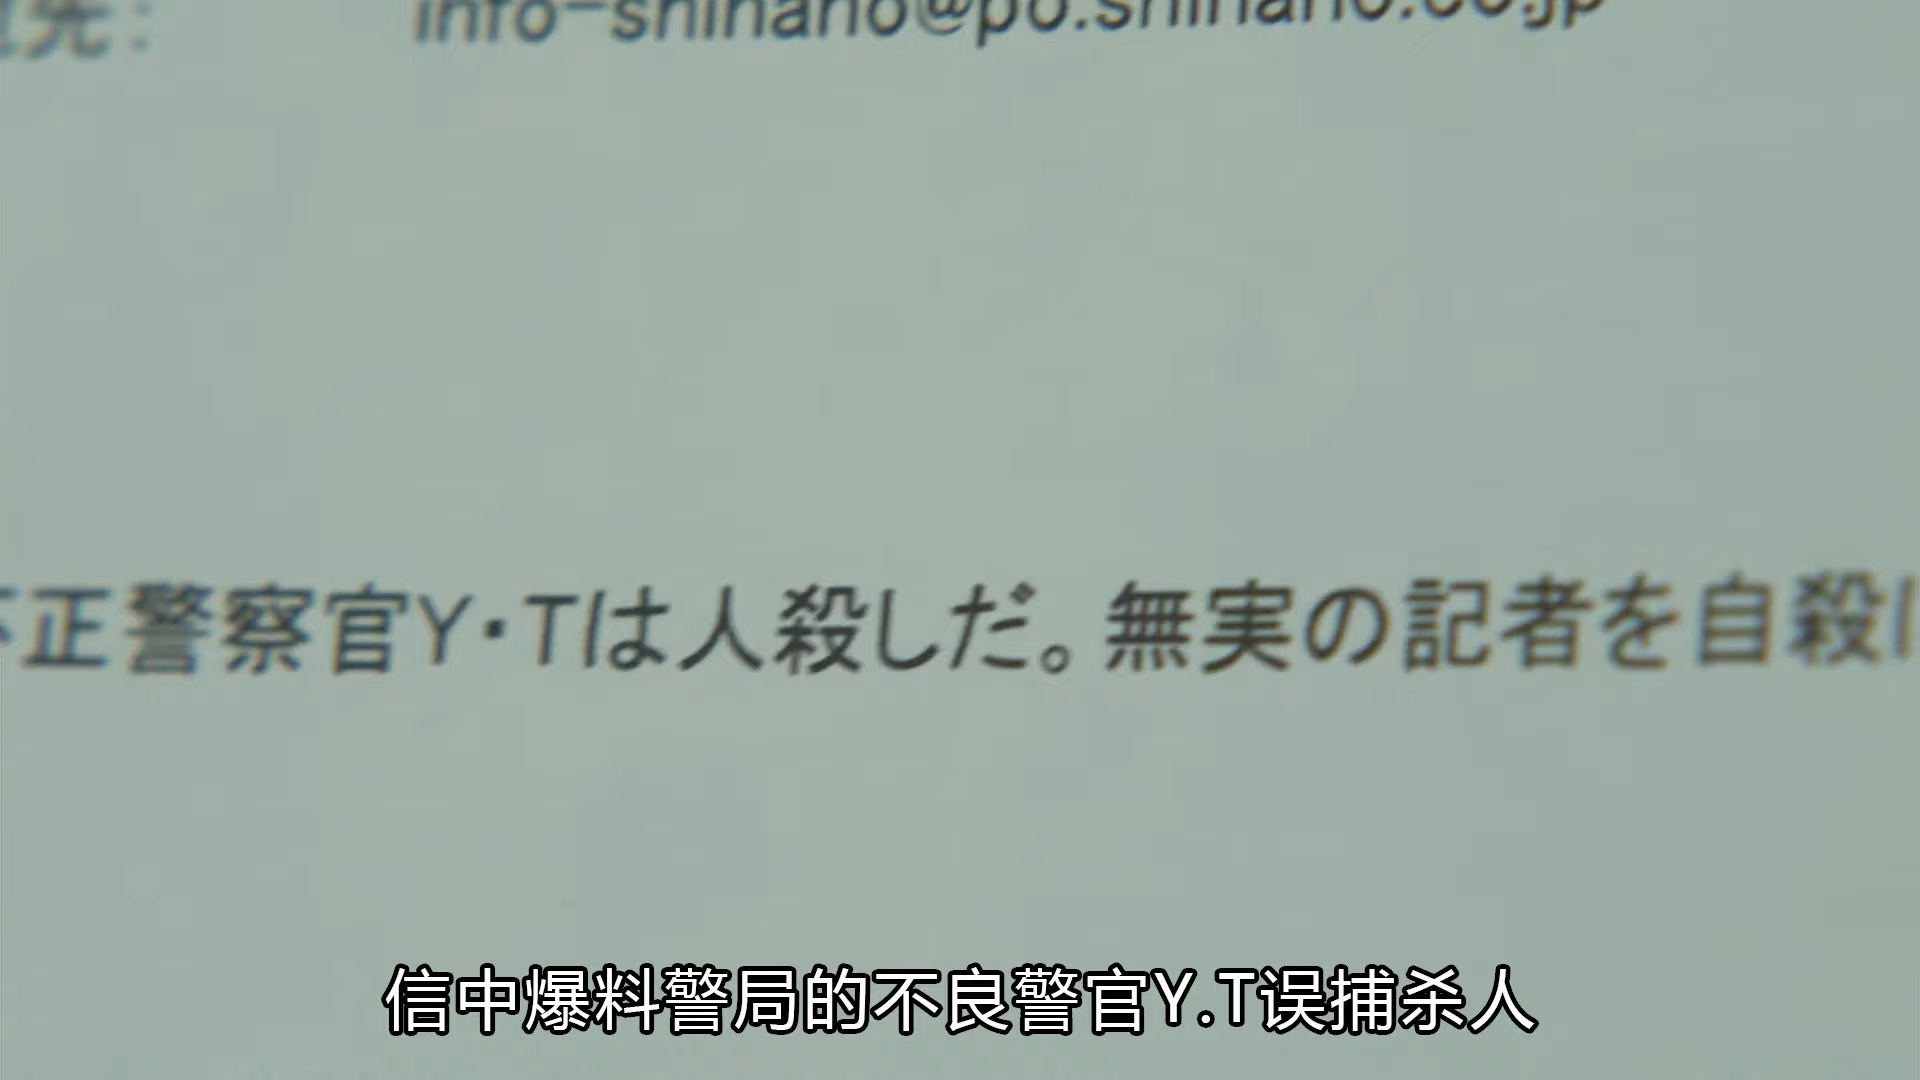 先:
info-shinano@po.shinano.co.jp
不正警察官Y・Tは人殺しだ。無実の記者を自殺
信中爆料警局的不良警官Y.T误捕杀人